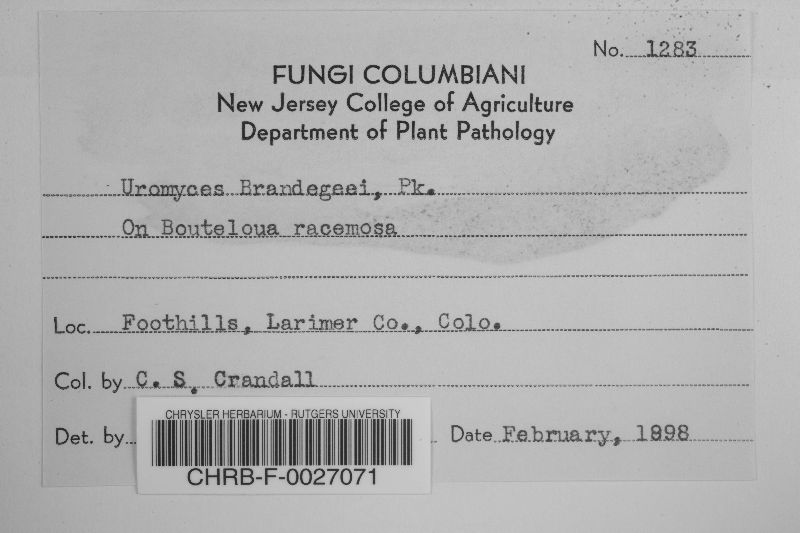 No. 1283
FUNGI COLUMBIANI
New Jersey College of Agriculture
Department of Plant Pathology
Uromyces Brandegeei, Pk.
On Bouteloua racemosa
Loc. Foothills, Larimer Co., Colo.
Col. by C. S. Crandall
Det. by
Date February, 1898
CHRYSLER HERBARIUM - RUTGERS UNIVERSITY
CHRB-F-0027071